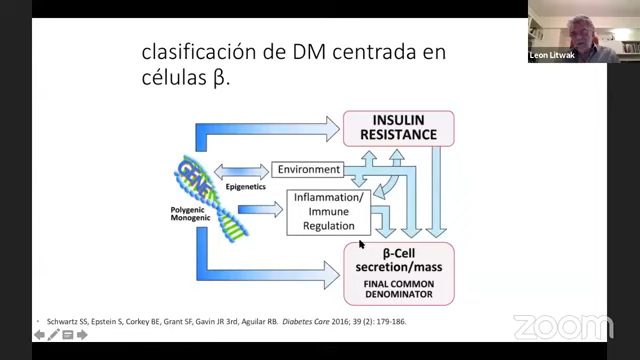 Leon Litwak
clasificación de DM centrada en
células β.
INSULIN
RESISTANCE
GENE
Environment
Epigenetics
Polygenic
Monogenic
Inflammation/
Immune
Regulation
β-Cell
secretion/mass
FINAL COMMON
DENOMINATOR
• Schwartz SS, Epstein S, Corkey BE, Grant SF, Gavin JR 3rd, Aguilar RB. Diabetes Care 2016; 39 (2): 179-186.
zoom